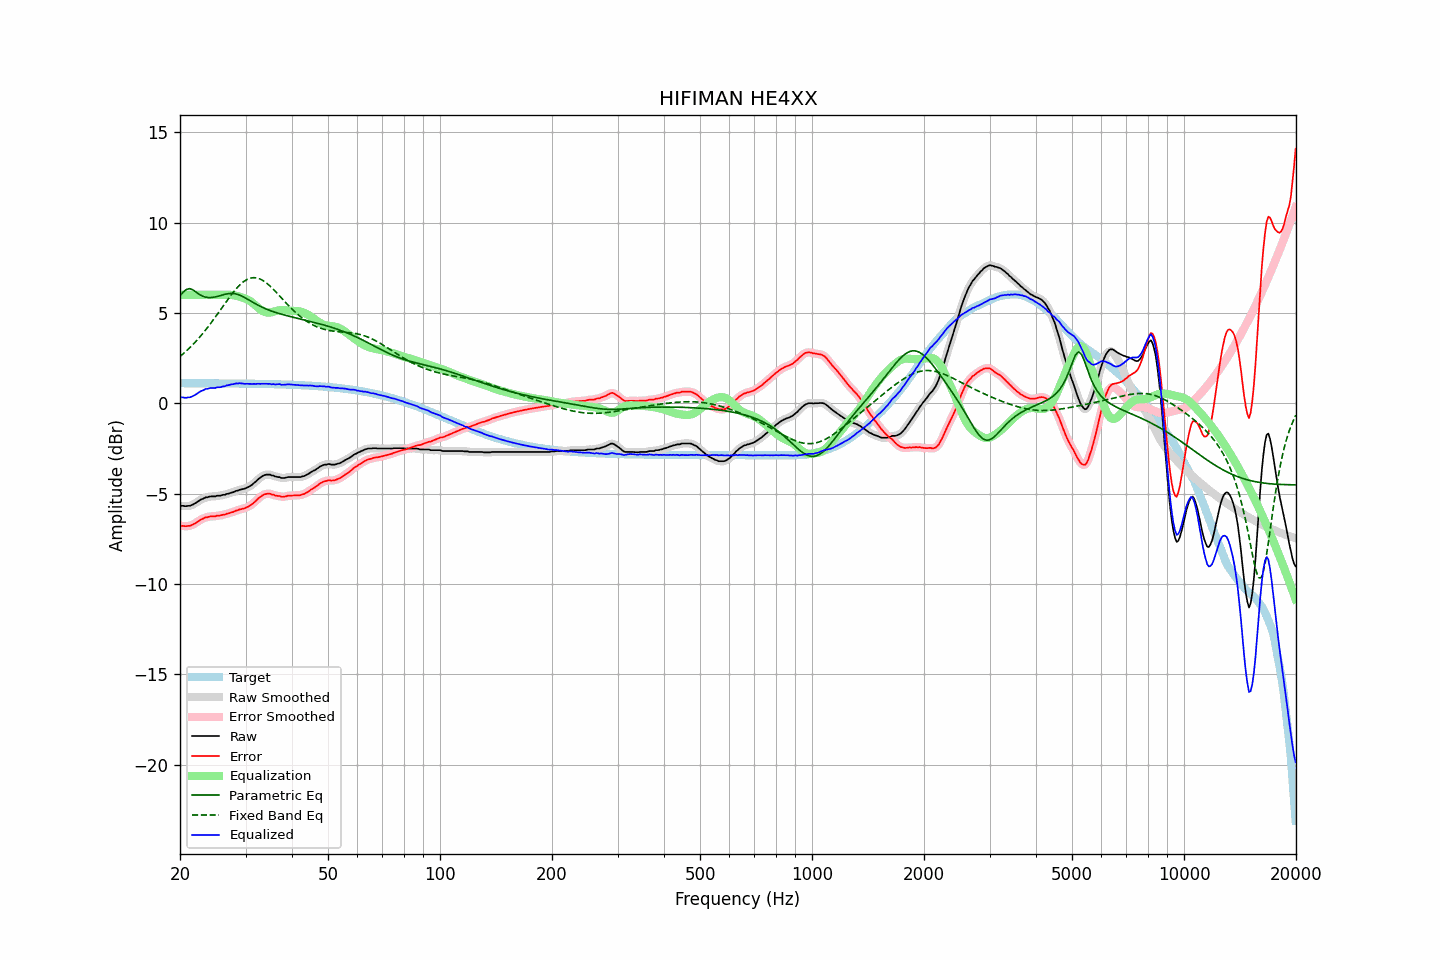 HIFIMAN HE4XX
Amplitude (dBr)
15
10
5
0
−5
−10
−15
−20
Target
Raw Smoothed
Error Smoothed
Raw
Error
Equalization
Parametric Eq
Fixed Band Eq
Equalized
20
50
100
200
500
1000
2000
5000
10000
20000
Frequency (Hz)